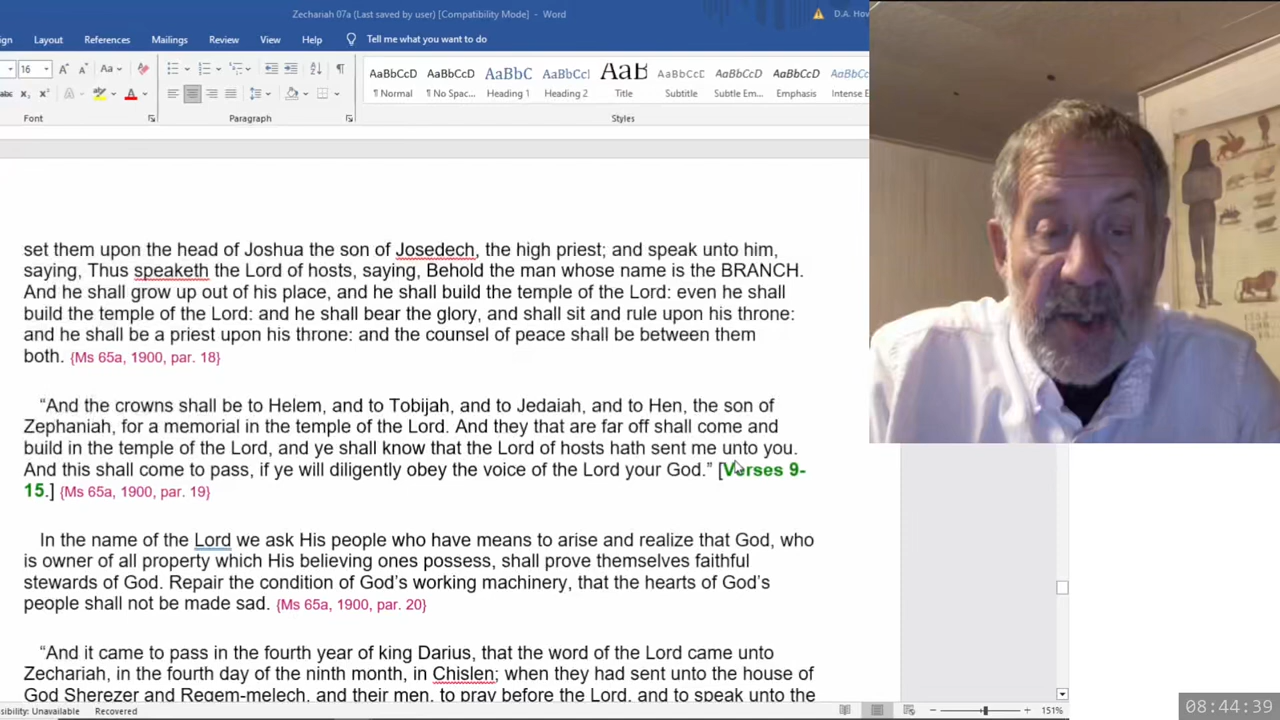 Zechariah 07a (Last saved by user) [Compatibility Mode] - Word
D.A. How
ign Layout References Mailings Review View Help Tell me what you want to do
16 Aa
AaBbCcD AaBbCcD AaBbC AaBbCcl AaB AaBbCcD AaBbCcD AaBbCcD AaBbCc
¶ Normal ¶ No Spac... Heading 1 Heading 2 Title Subtitle Subtle Em... Emphasis Intense E
Font Paragraph Styles
set them upon the head of Joshua the son of Josedech, the high priest; and speak unto him,
saying, Thus speaketh the Lord of hosts, saying, Behold the man whose name is the BRANCH.
And he shall grow up out of his place, and he shall build the temple of the Lord: even he shall
build the temple of the Lord: and he shall bear the glory, and shall sit and rule upon his throne:
and he shall be a priest upon his throne: and the counsel of peace shall be between them
both. {Ms 65a, 1900, par. 18}
“And the crowns shall be to Helem, and to Tobijah, and to Jedaiah, and to Hen, the son of
Zephaniah, for a memorial in the temple of the Lord. And they that are far off shall come and
build in the temple of the Lord, and ye shall know that the Lord of hosts hath sent me unto you.
And this shall come to pass, if ye will diligently obey the voice of the Lord your God.” [Verses 9-
15.] {Ms 65a, 1900, par. 19}
In the name of the Lord we ask His people who have means to arise and realize that God, who
is owner of all property which His believing ones possess, shall prove themselves faithful
stewards of God. Repair the condition of God’s working machinery, that the hearts of God’s
people shall not be made sad. {Ms 65a, 1900, par. 20}
“And it came to pass in the fourth year of king Darius, that the word of the Lord came unto
Zechariah, in the fourth day of the ninth month, in Chislen; when they had sent unto the house of
God Sherezer and Regem-melech, and their men, to pray before the Lord, and to speak unto the
sibility: Unavailable Recovered
151%
08:44:39